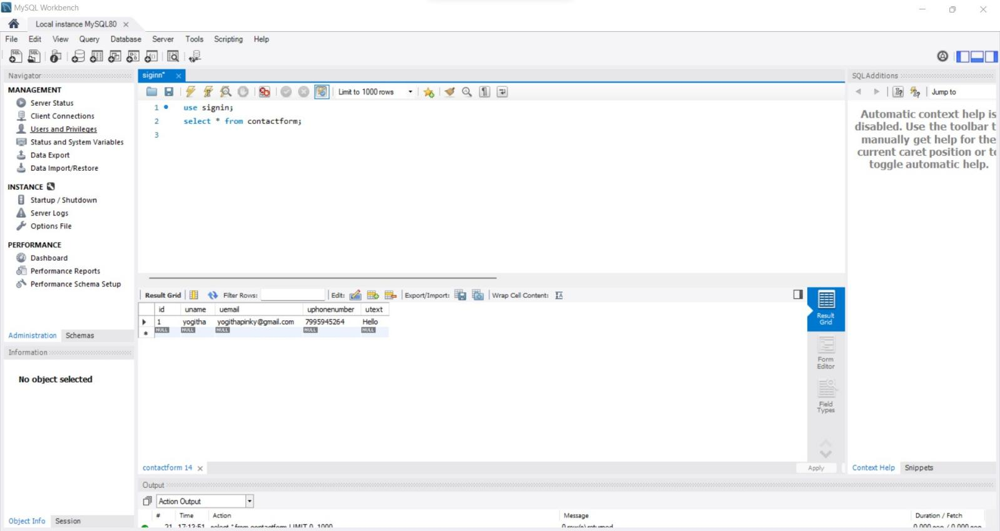 MySQL Workbench
Local instance MySQL80
File Edit View Query Database Server Tools Scripting Help
Navigator
MANAGEMENT
Server Status
Client Connections
Users and Privileges
Status and System Variables
Data Export
Data Import/Restore
INSTANCE
Startup / Shutdown
Server Logs
Options File
PERFORMANCE
Dashboard
Performance Reports
Performance Schema Setup
Administration Schemas
Information
No object selected
Object Info Session
siginn*
Limit to 1000 rows
1 use signin;
2 select * from contactform;
3
Result Grid Filter Rows: Edit: Export/Import: Wrap Cell Content:
id uname uemail uphonenumber utext
1 yogitha yogithapinky@gmail.com 7995945264 Hello
NULL NULL NULL NULL NULL
Result
Grid
Form
Editor
Field
Types
contactform 14
Apply
Output
Action Output
# Time Action Message Duration / Fetch
21 17:13:51 select * from contactform LIMIT 0, 1000 0 row(s) returned 0.000 sec / 0.000 sec
SQLAdditions
Jump to
Automatic context help is
disabled. Use the toolbar t
manually get help for the
current caret position or to
toggle automatic help.
Context Help Snippets